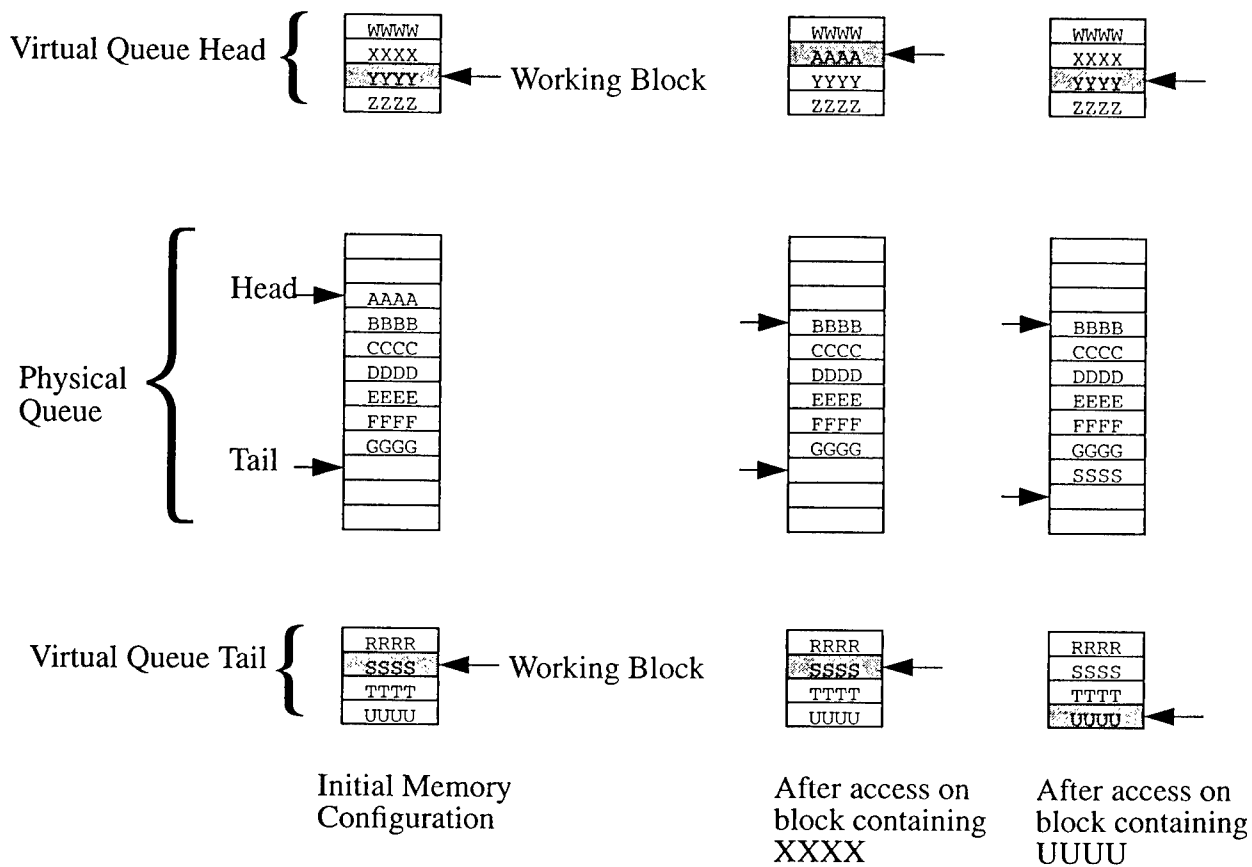 Virtual Queue Head
WWWW
XXXX
YYYY
ZZZZ
Working Block
WWWW
AAAA
YYYY
ZZZZ
WWWW
XXXX
YYYY
ZZZZ
Physical
Queue
Head
Tail
AAAA
BBBB
CCCC
DDDD
EEEE
FFFF
GGGG
BBBB
CCCC
DDDD
EEEE
FFFF
GGGG
BBBB
CCCC
DDDD
EEEE
FFFF
GGGG
SSSS
Virtual Queue Tail
RRRR
SSSS
TTTT
UUUU
Working Block
RRRR
SSSS
TTTT
UUUU
RRRR
SSSS
TTTT
UUUU
Initial Memory
Configuration
After access on
block containing
XXXX
After access on
block containing
UUUU